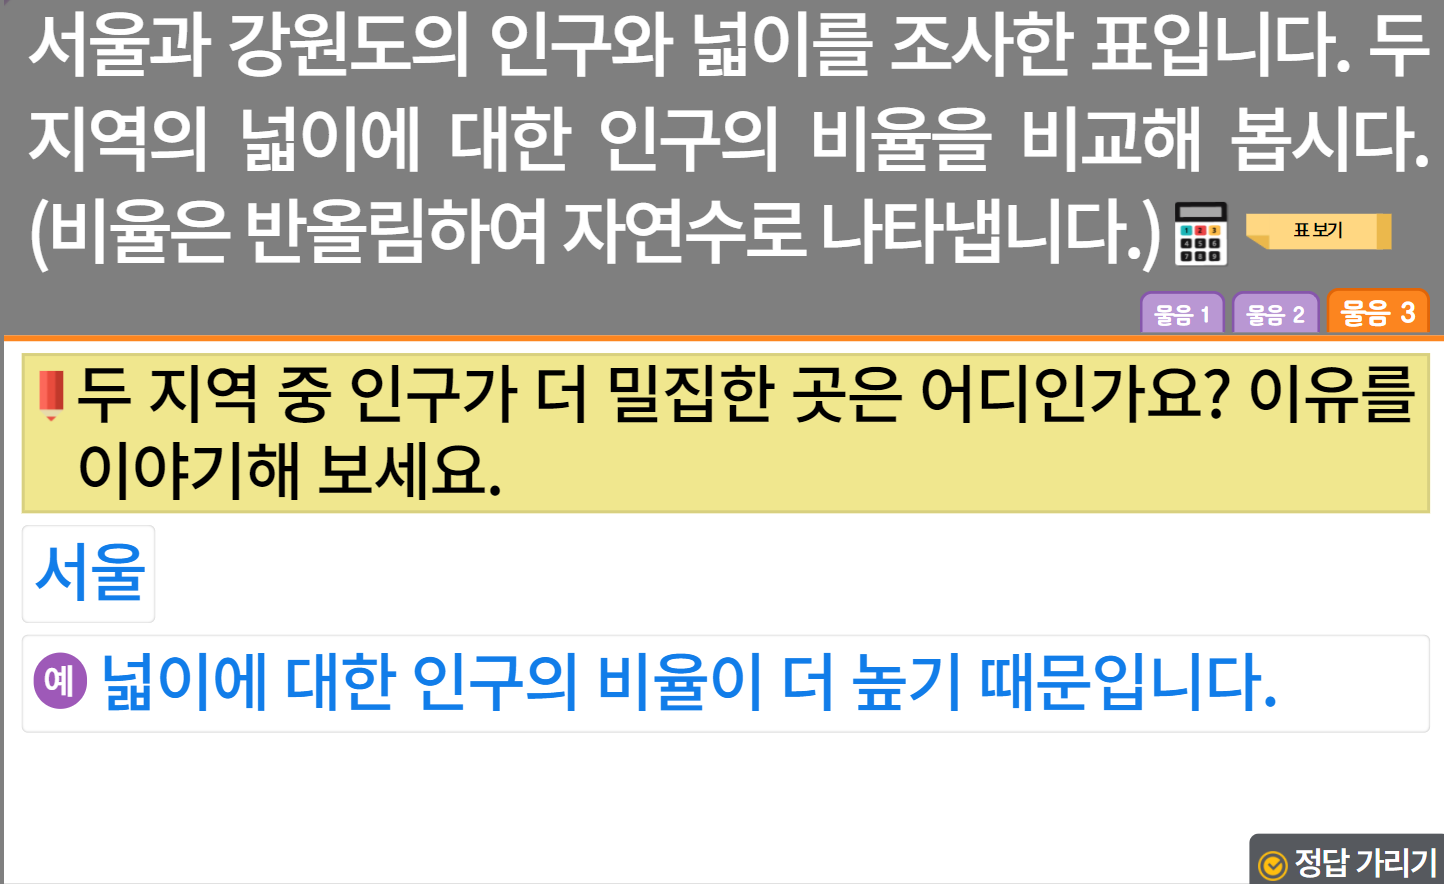 서울과 강원도의 인구와 넓이를 조사한 표입니다. 두
지역의 넓이에 대한 인구의 비율을 비교해 봅시다.
(비율은 반올림하여 자연수로 나타냅니다.) 표 보기
물음 1 물음 2 물음 3
두 지역 중 인구가 더 밀집한 곳은 어디인가요? 이유를
이야기해 보세요.
서울
예 넓이에 대한 인구의 비율이 더 높기 때문입니다.
정답 가리기